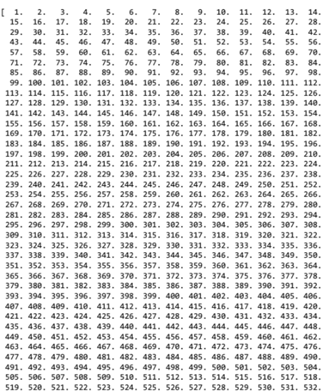 [ 1. 2. 3. 4. 5. 6. 7. 8. 9. 10. 11. 12. 13. 14.
15. 16. 17. 18. 19. 20. 21. 22. 23. 24. 25. 26. 27. 28.
29. 30. 31. 32. 33. 34. 35. 36. 37. 38. 39. 40. 41. 42.
43. 44. 45. 46. 47. 48. 49. 50. 51. 52. 53. 54. 55. 56.
57. 58. 59. 60. 61. 62. 63. 64. 65. 66. 67. 68. 69. 70.
71. 72. 73. 74. 75. 76. 77. 78. 79. 80. 81. 82. 83. 84.
85. 86. 87. 88. 89. 90. 91. 92. 93. 94. 95. 96. 97. 98.
99. 100. 101. 102. 103. 104. 105. 106. 107. 108. 109. 110. 111. 112.
113. 114. 115. 116. 117. 118. 119. 120. 121. 122. 123. 124. 125. 126.
127. 128. 129. 130. 131. 132. 133. 134. 135. 136. 137. 138. 139. 140.
141. 142. 143. 144. 145. 146. 147. 148. 149. 150. 151. 152. 153. 154.
155. 156. 157. 158. 159. 160. 161. 162. 163. 164. 165. 166. 167. 168.
169. 170. 171. 172. 173. 174. 175. 176. 177. 178. 179. 180. 181. 182.
183. 184. 185. 186. 187. 188. 189. 190. 191. 192. 193. 194. 195. 196.
197. 198. 199. 200. 201. 202. 203. 204. 205. 206. 207. 208. 209. 210.
211. 212. 213. 214. 215. 216. 217. 218. 219. 220. 221. 222. 223. 224.
225. 226. 227. 228. 229. 230. 231. 232. 233. 234. 235. 236. 237. 238.
239. 240. 241. 242. 243. 244. 245. 246. 247. 248. 249. 250. 251. 252.
253. 254. 255. 256. 257. 258. 259. 260. 261. 262. 263. 264. 265. 266.
267. 268. 269. 270. 271. 272. 273. 274. 275. 276. 277. 278. 279. 280.
281. 282. 283. 284. 285. 286. 287. 288. 289. 290. 291. 292. 293. 294.
295. 296. 297. 298. 299. 300. 301. 302. 303. 304. 305. 306. 307. 308.
309. 310. 311. 312. 313. 314. 315. 316. 317. 318. 319. 320. 321. 322.
323. 324. 325. 326. 327. 328. 329. 330. 331. 332. 333. 334. 335. 336.
337. 338. 339. 340. 341. 342. 343. 344. 345. 346. 347. 348. 349. 350.
351. 352. 353. 354. 355. 356. 357. 358. 359. 360. 361. 362. 363. 364.
365. 366. 367. 368. 369. 370. 371. 372. 373. 374. 375. 376. 377. 378.
379. 380. 381. 382. 383. 384. 385. 386. 387. 388. 389. 390. 391. 392.
393. 394. 395. 396. 397. 398. 399. 400. 401. 402. 403. 404. 405. 406.
407. 408. 409. 410. 411. 412. 413. 414. 415. 416. 417. 418. 419. 420.
421. 422. 423. 424. 425. 426. 427. 428. 429. 430. 431. 432. 433. 434.
435. 436. 437. 438. 439. 440. 441. 442. 443. 444. 445. 446. 447. 448.
449. 450. 451. 452. 453. 454. 455. 456. 457. 458. 459. 460. 461. 462.
463. 464. 465. 466. 467. 468. 469. 470. 471. 472. 473. 474. 475. 476.
477. 478. 479. 480. 481. 482. 483. 484. 485. 486. 487. 488. 489. 490.
491. 492. 493. 494. 495. 496. 497. 498. 499. 500. 501. 502. 503. 504.
505. 506. 507. 508. 509. 510. 511. 512. 513. 514. 515. 516. 517. 518.
519. 520. 521. 522. 523. 524. 525. 526. 527. 528. 529. 530. 531.